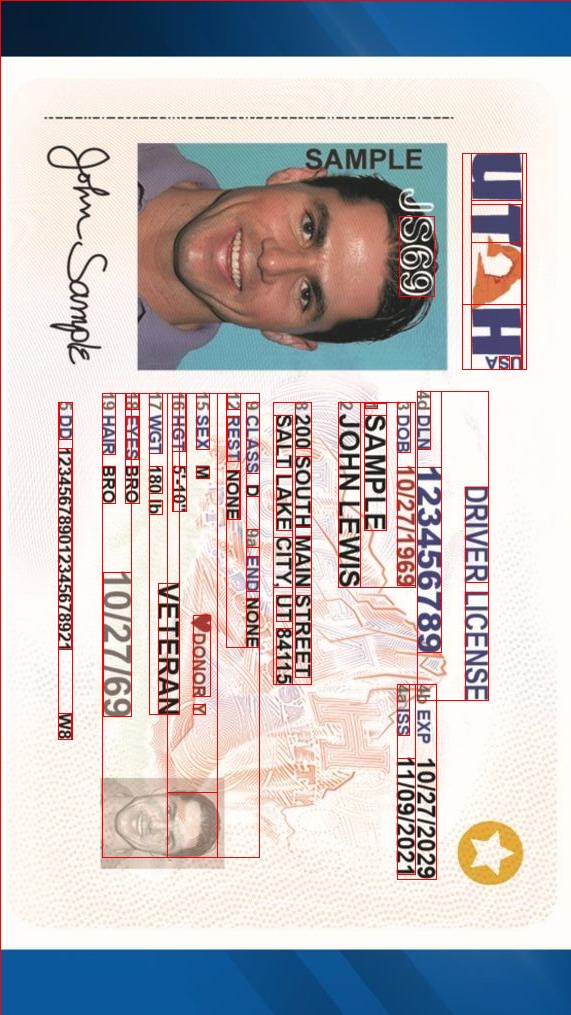 UTAH
USA
DRIVER LICENSE
4d DLN 123456789 4b EXP 10/27/2029
3 DOB 10/27/1969 4a ISS 11/09/2021
1 SAMPLE
2 JOHN LEWIS
8 200 SOUTH MAIN STREET
SALT LAKE CITY, UT 84115
9 CLASS D 9a END NONE
12 REST NONE
15 SEX M DONOR Y
16 HGT 5'-10"
17 WGT 180 lb VETERAN
18 EYES BRO
19 HAIR BRO 10/27/69
5 DD 123456789012345678921 W8
SAMPLE
JS69
John Sample